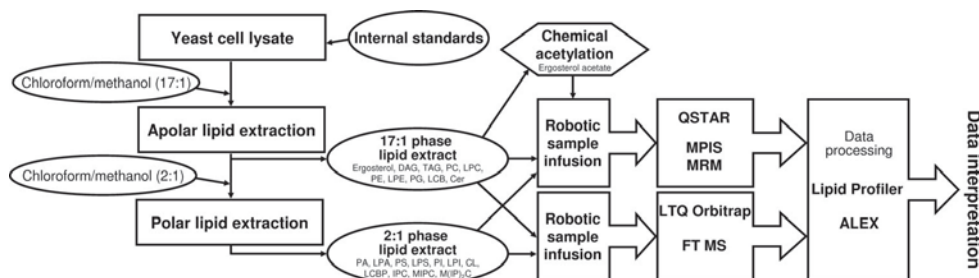 Yeast cell lysate
Internal standards
Chemical
acetylation
Ergosterol acetate
Chloroform/methanol (17:1)
Apolar lipid extraction
17:1 phase
lipid extract
Ergosterol, DAG, TAG, PC, LPC,
PE, LPE, PG, LCB, Cer
Robotic
sample
infusion
QSTAR
MPIS
MRM
Data
processing
Lipid Profiler
ALEX
Data interpretation
Chloroform/methanol (2:1)
Polar lipid extraction
2:1 phase
lipid extract
PA, LPA, PS, LPS, PI, LPI, CL,
LCBP, IPC, MIPC, M(IP)₂C
Robotic
sample
infusion
LTQ Orbitrap
FT MS